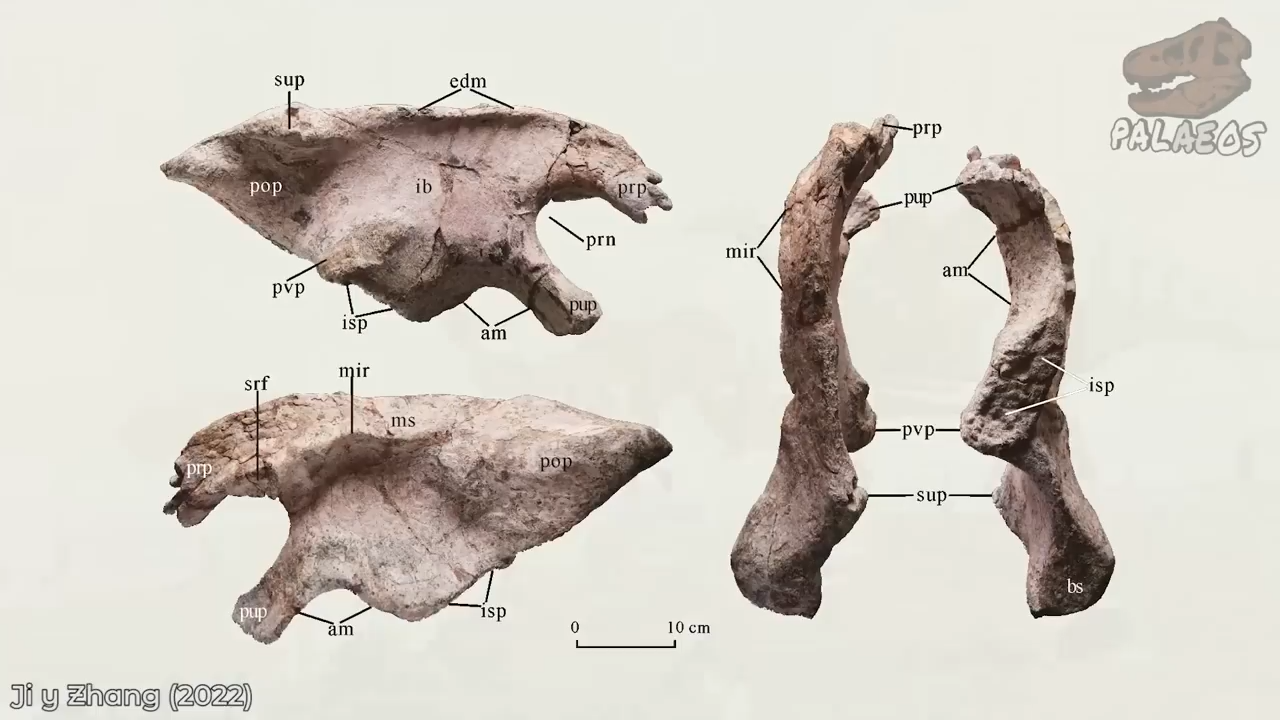 PALAEOS
sup
edm
pop
ib
prp
prn
pvp
isp
am
pup
srf
mir
ms
prp
pop
pup
am
isp
0 10 cm
prp
pup
mir
am
isp
pvp
sup
bs
Ji y Zhang (2022)